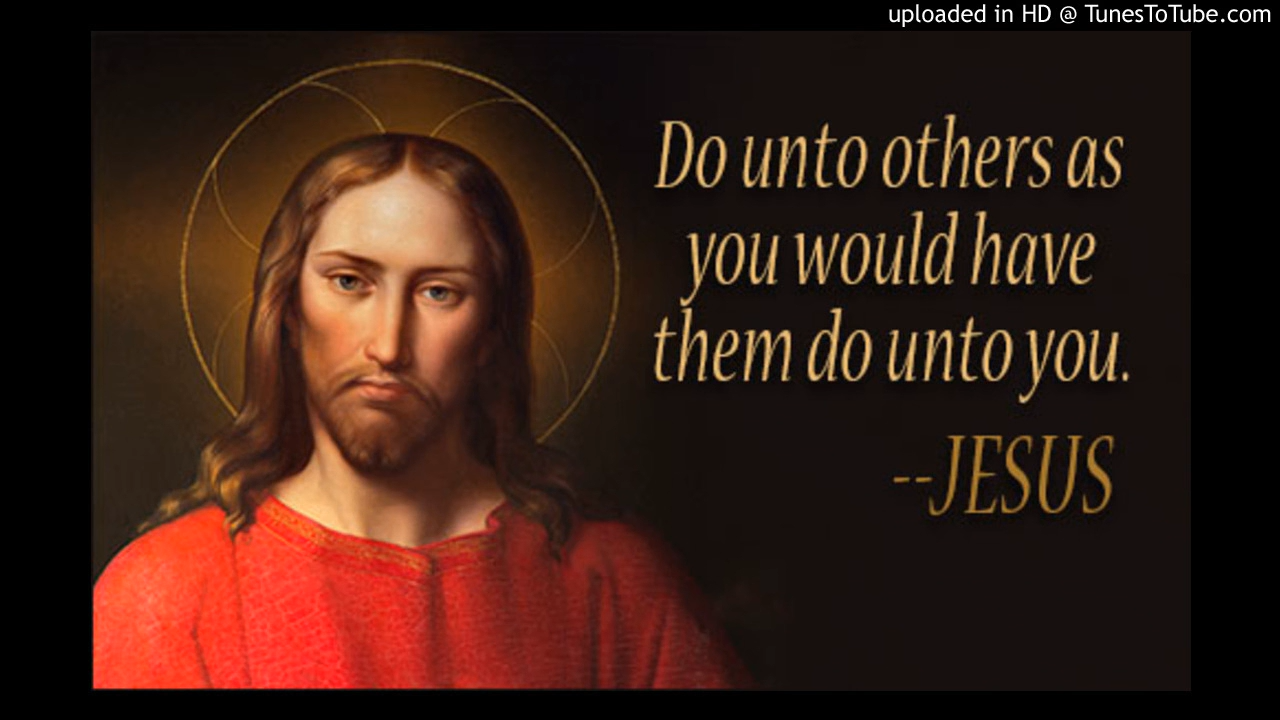 uploaded in HD @ TunesToTube.com
Do unto others as
you would have
them do unto you.
--JESUS